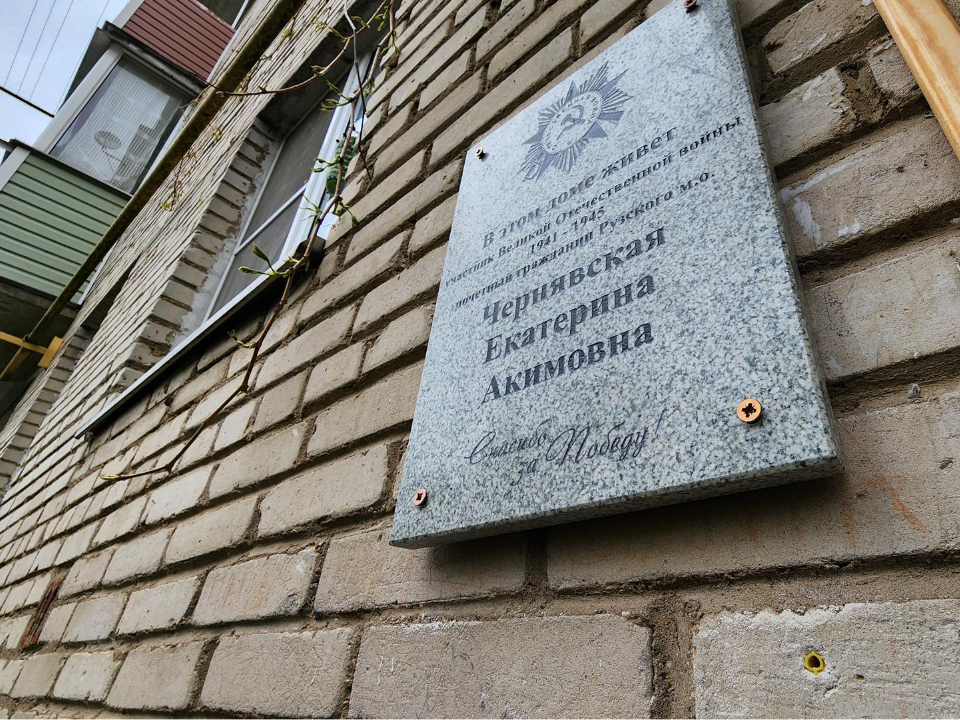 В этом доме живет
участник Великой Отечественной войны
1941 - 1945
почетный гражданин Рузского м.о.
Чернявская
Екатерина
Акимовна
Спасибо
за Победу!